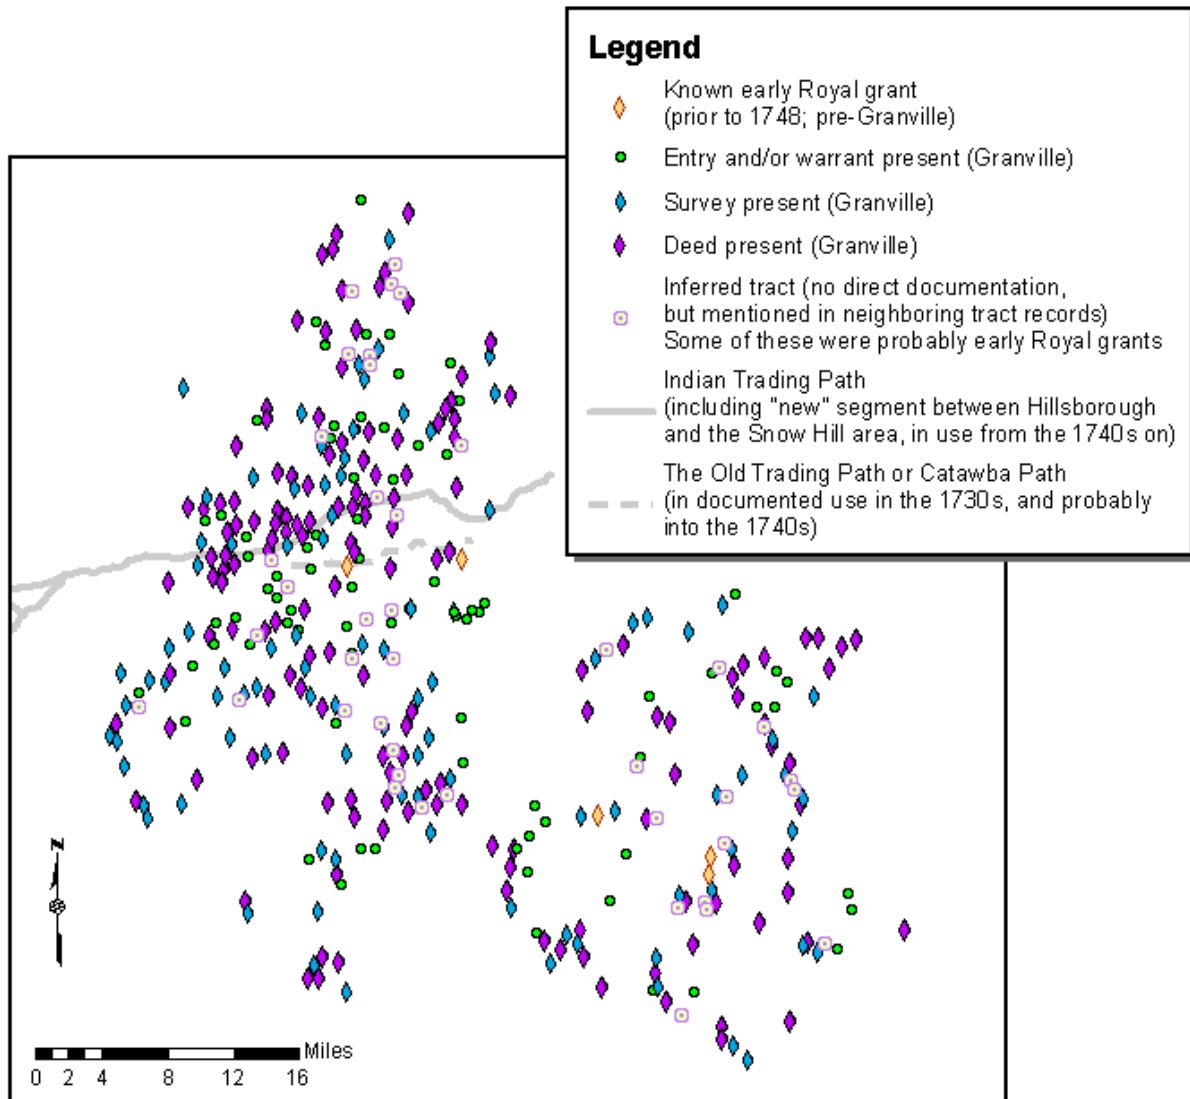 Legend
Known early Royal grant
(prior to 1748; pre-Granville)
Entry and/or warrant present (Granville)
Survey present (Granville)
Deed present (Granville)
Inferred tract (no direct documentation,
but mentioned in neighboring tract records)
Some of these were probably early Royal grants
Indian Trading Path
(including "new" segment between Hillsborough
and the Snow Hill area, in use from the 1740s on)
The Old Trading Path or Catawba Path
(in documented use in the 1730s, and probably
into the 1740s)
N
Miles
0 2 4 8 12 16